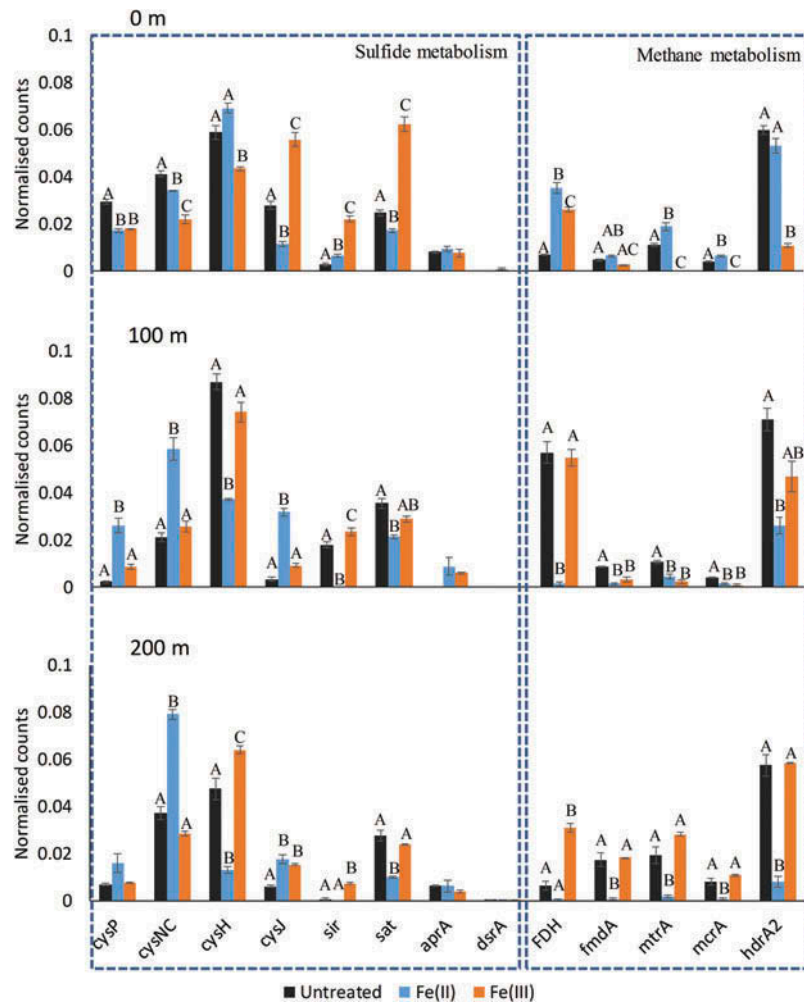 0 m
0.1
0.08
0.06
0.04
0.02
0
Normalised counts
Sulfide metabolism
Methane metabolism
A B B
A B C
A A B
A B C
A B C
A B C
A B C
A AB AC
A B C
A B C
A A B
100 m
0.1
0.08
0.06
0.04
0.02
0
Normalised counts
A B A
A B A
A B A
A B A
A B C
A B AB
A B A
A B B
A B B
A B B
A B AB
200 m
0.1
0.08
0.06
0.04
0.02
0
Normalised counts
A B A
A B C
A B B
A A B
A B A
A A B
A B A
A B A
A B A
A B A
cysP cysNC cysH cysJ sir sat aprA dsrA FDH fmdA mtrA mcrA hdrA2
Untreated Fe(II) Fe(III)